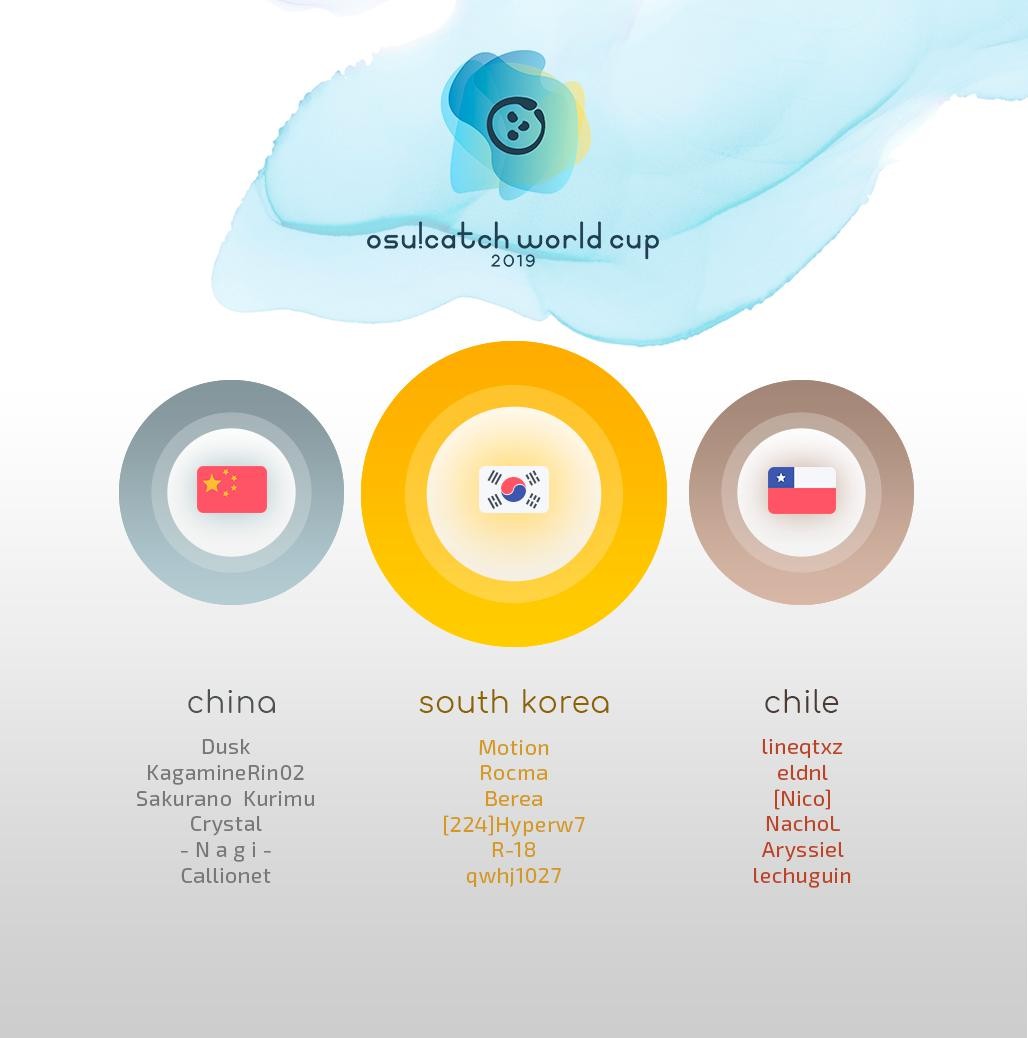 osu!catch world cup
2019
china
Dusk
KagamineRin02
Sakurano Kurimu
Crystal
- N a g i -
Callionet
south korea
Motion
Rocma
Berea
[224]Hyperw7
R-18
qwhj1027
chile
lineqtxz
eldnl
[Nico]
NachoL
Aryssiel
lechuguin